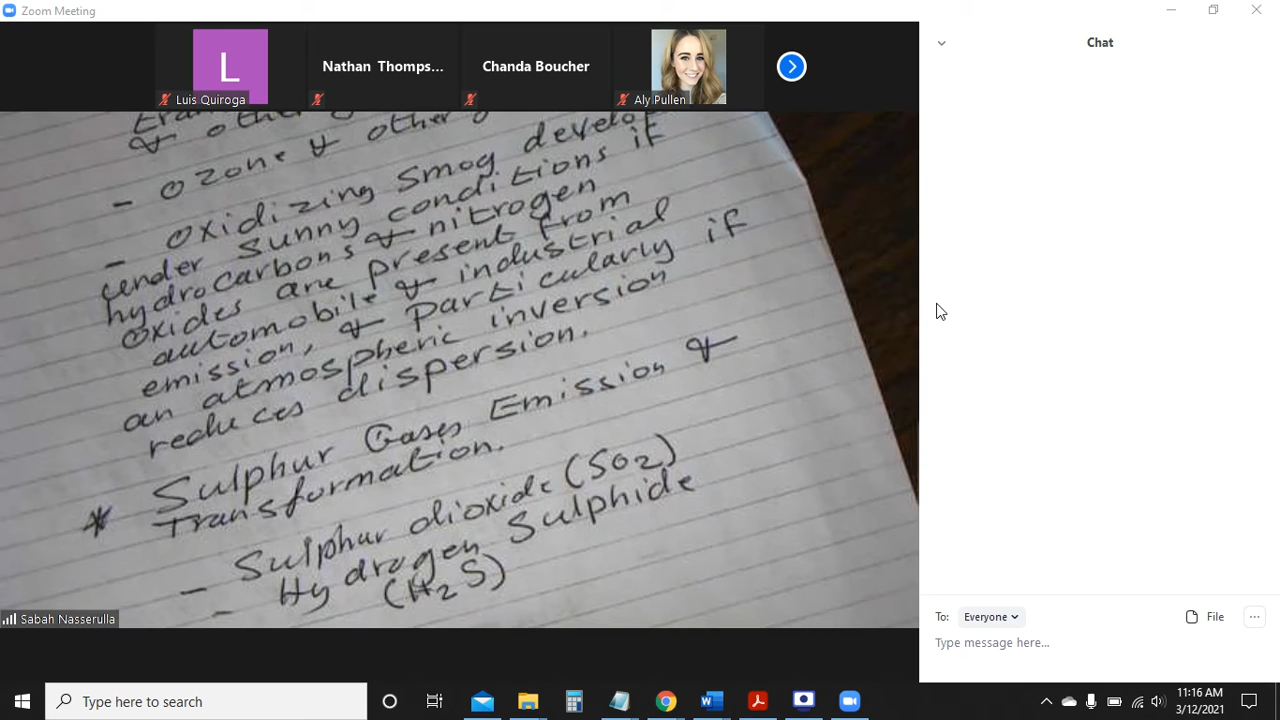 Zoom Meeting
Chat
L
Nathan Thomps...
Chanda Boucher
Luis Quiroga
Aly Pullen
& other
- ozone & other
- oxidizing smog develop
under sunny conditions if
hydrocarbons & nitrogen
oxides are present from
automobile & industrial
emission, & particularly if
an atmospheric inversion
reduces dispersion.
* Sulphur Gases Emission &
Transformation.
- Sulphur dioxide (SO2)
- Hydrogen Sulphide
(H2S)
Sabah Nasserulla
To: Everyone
File
...
Type message here...
Type here to search
11:16 AM
3/12/2021